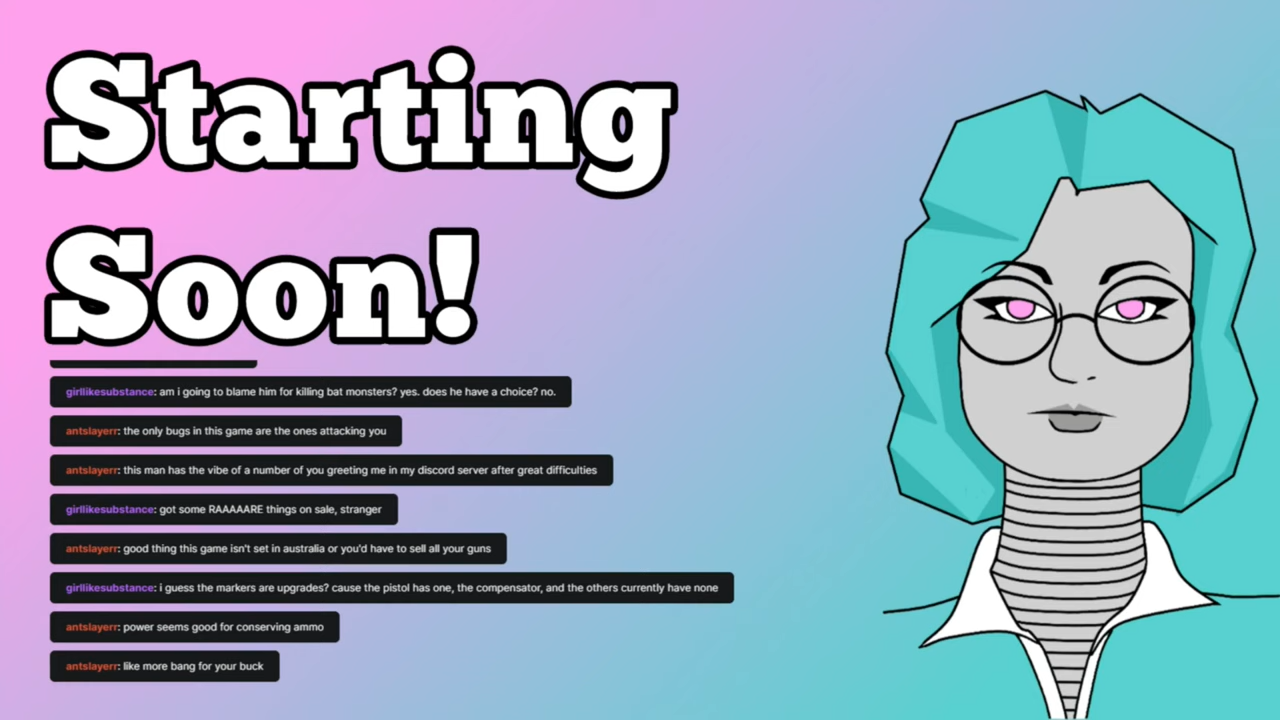 Starting
Soon!
girllikesubstance: am i going to blame him for killing bat monsters? yes. does he have a choice? no.
antslayerr: the only bugs in this game are the ones attacking you
antslayerr: this man has the vibe of a number of you greeting me in my discord server after great difficulties
girllikesubstance: got some RAAAAARE things on sale, stranger
antslayerr: good thing this game isn't set in australia or you'd have to sell all your guns
girllikesubstance: i guess the markers are upgrades? cause the pistol has one, the compensator, and the others currently have none
antslayerr: power seems good for conserving ammo
antslayerr: like more bang for your buck